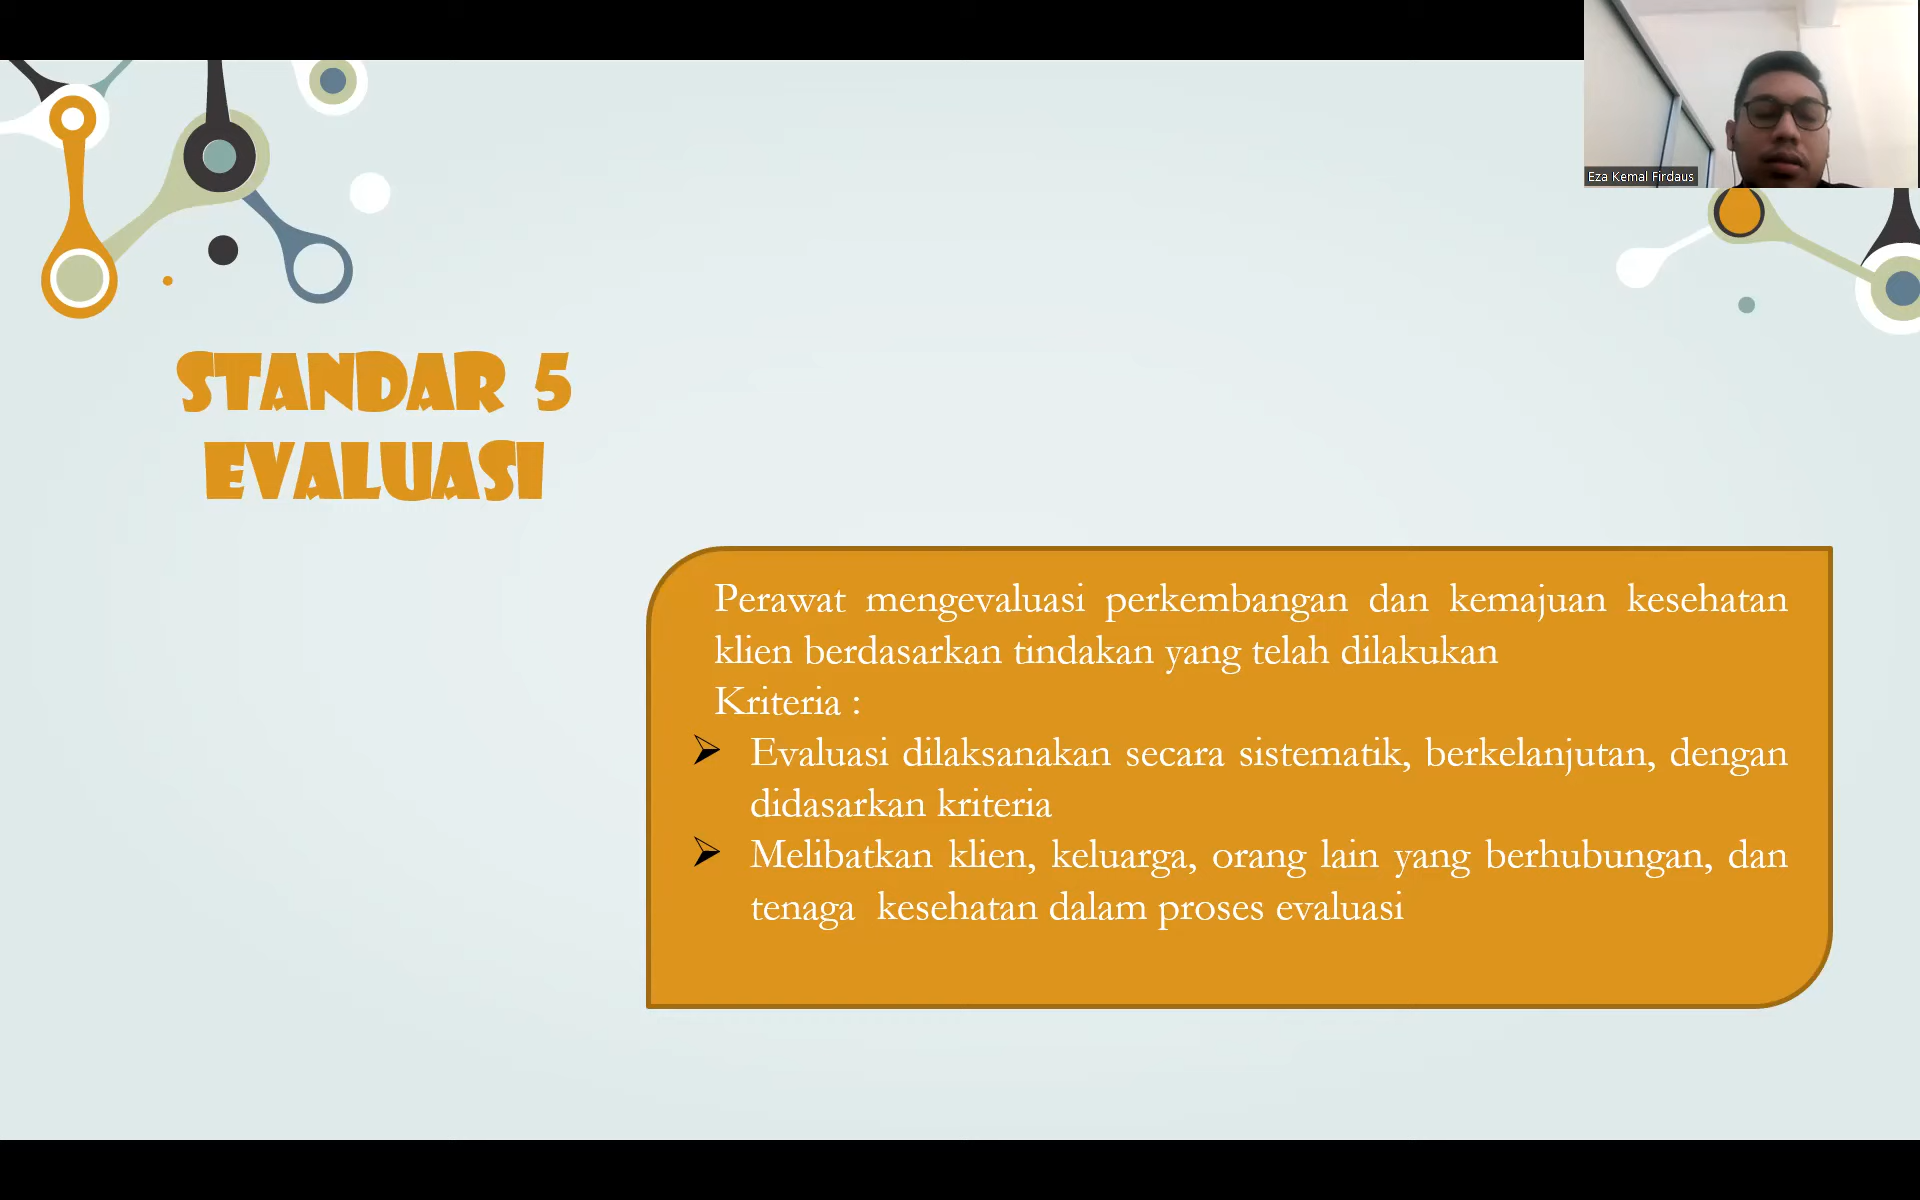 Eza Kemal Firdaus
STANDAR 5
EVALUASI
Perawat mengevaluasi perkembangan dan kemajuan kesehatan
klien berdasarkan tindakan yang telah dilakukan
Kriteria :
➢ Evaluasi dilaksanakan secara sistematik, berkelanjutan, dengan
didasarkan kriteria
➢ Melibatkan klien, keluarga, orang lain yang berhubungan, dan
tenaga  kesehatan dalam proses evaluasi